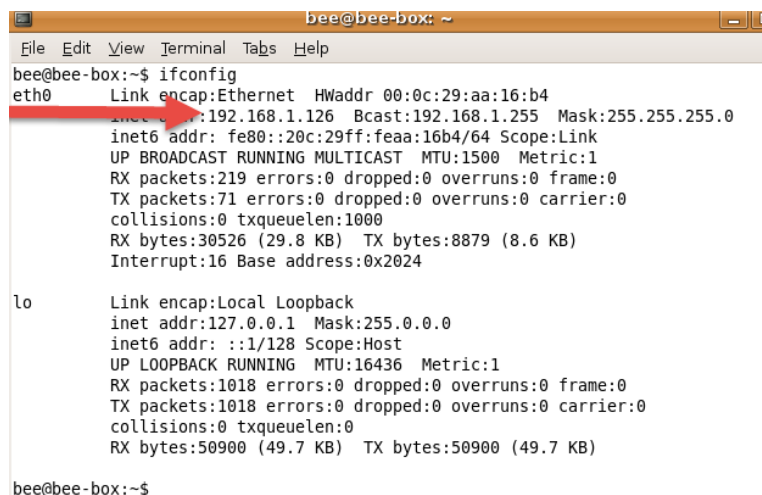 bee@bee-box: ~
File Edit View Terminal Tabs Help
bee@bee-box:~$ ifconfig
eth0 Link encap:Ethernet HWaddr 00:0c:29:aa:16:b4
inet addr:192.168.1.126 Bcast:192.168.1.255 Mask:255.255.255.0
inet6 addr: fe80::20c:29ff:feaa:16b4/64 Scope:Link
UP BROADCAST RUNNING MULTICAST MTU:1500 Metric:1
RX packets:219 errors:0 dropped:0 overruns:0 frame:0
TX packets:71 errors:0 dropped:0 overruns:0 carrier:0
collisions:0 txqueuelen:1000
RX bytes:30526 (29.8 KB) TX bytes:8879 (8.6 KB)
Interrupt:16 Base address:0x2024
lo Link encap:Local Loopback
inet addr:127.0.0.1 Mask:255.0.0.0
inet6 addr: ::1/128 Scope:Host
UP LOOPBACK RUNNING MTU:16436 Metric:1
RX packets:1018 errors:0 dropped:0 overruns:0 frame:0
TX packets:1018 errors:0 dropped:0 overruns:0 carrier:0
collisions:0 txqueuelen:0
RX bytes:50900 (49.7 KB) TX bytes:50900 (49.7 KB)
bee@bee-box:~$